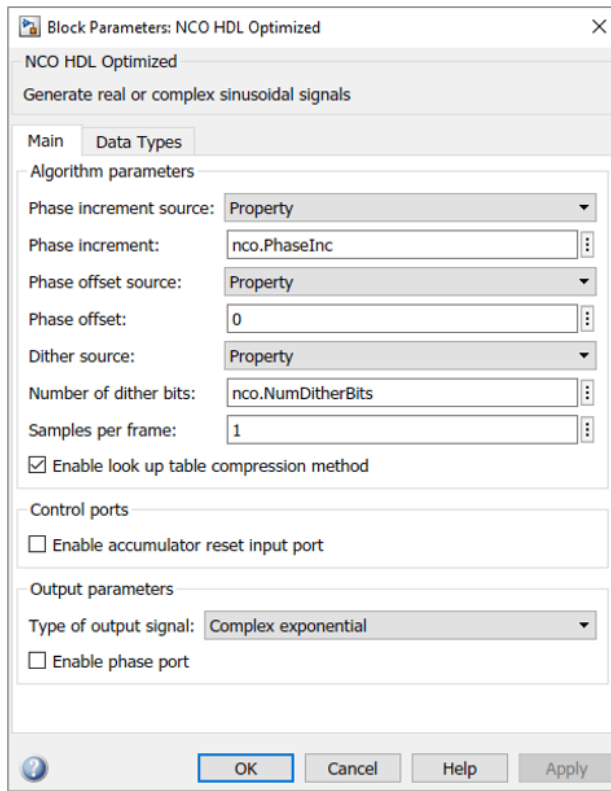 Block Parameters: NCO HDL Optimized
NCO HDL Optimized
Generate real or complex sinusoidal signals
Main Data Types
Algorithm parameters
Phase increment source: Property
Phase increment: nco.PhaseInc
Phase offset source: Property
Phase offset: 0
Dither source: Property
Number of dither bits: nco.NumDitherBits
Samples per frame: 1
Enable look up table compression method
Control ports
Enable accumulator reset input port
Output parameters
Type of output signal: Complex exponential
Enable phase port
OK Cancel Help Apply